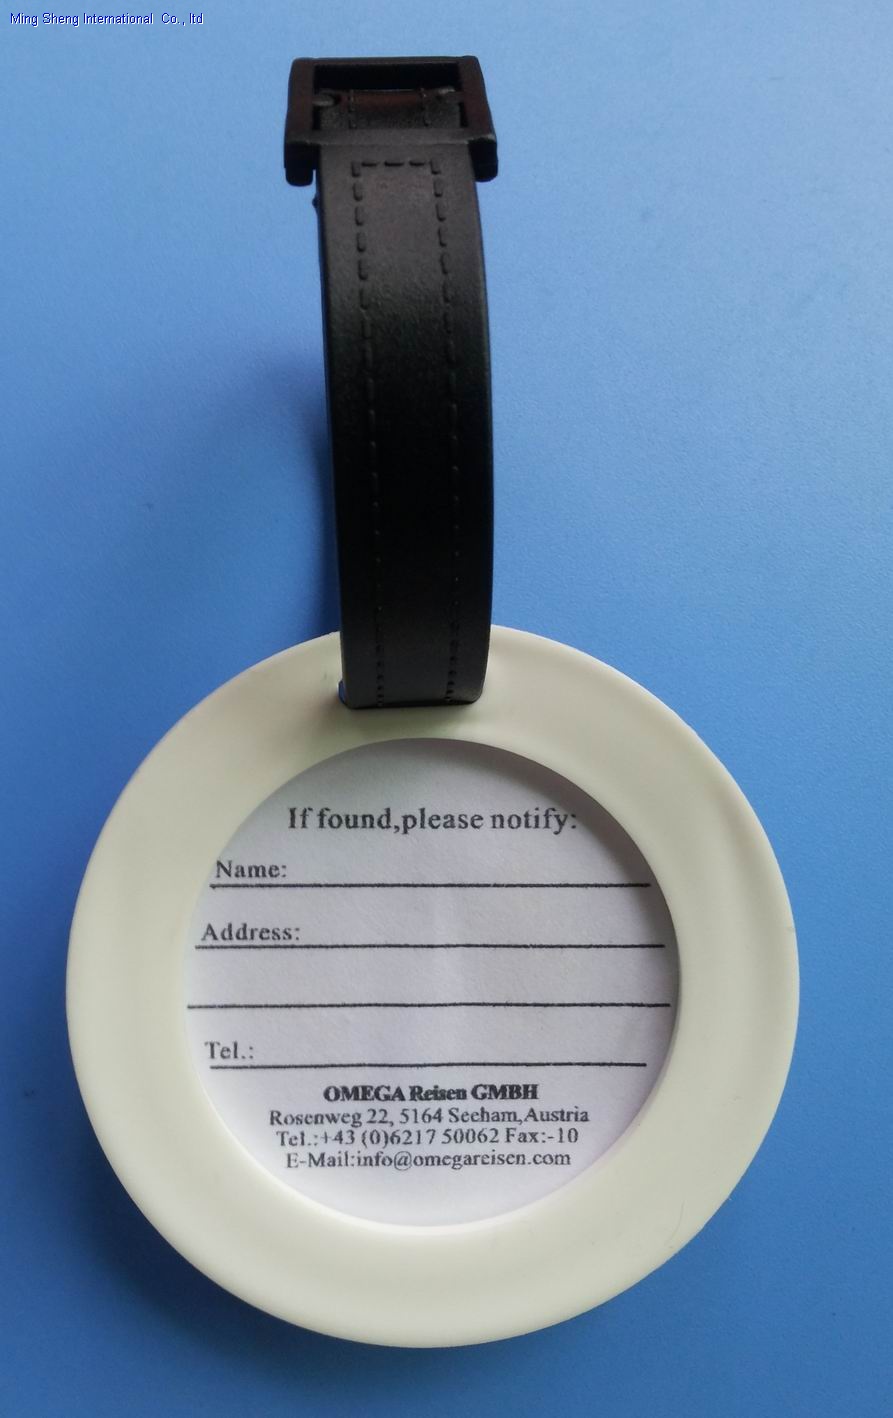 Ming Sheng International Co., ltd
If found,please notify:
Name:
Address:
Tel.:
OMEGA Reisen GMBH
Rosenweg 22, 5164 Seeham,Austria
Tel.:+43 (0)6217 50062 Fax:-10
E-Mail:info@omegareisen.com